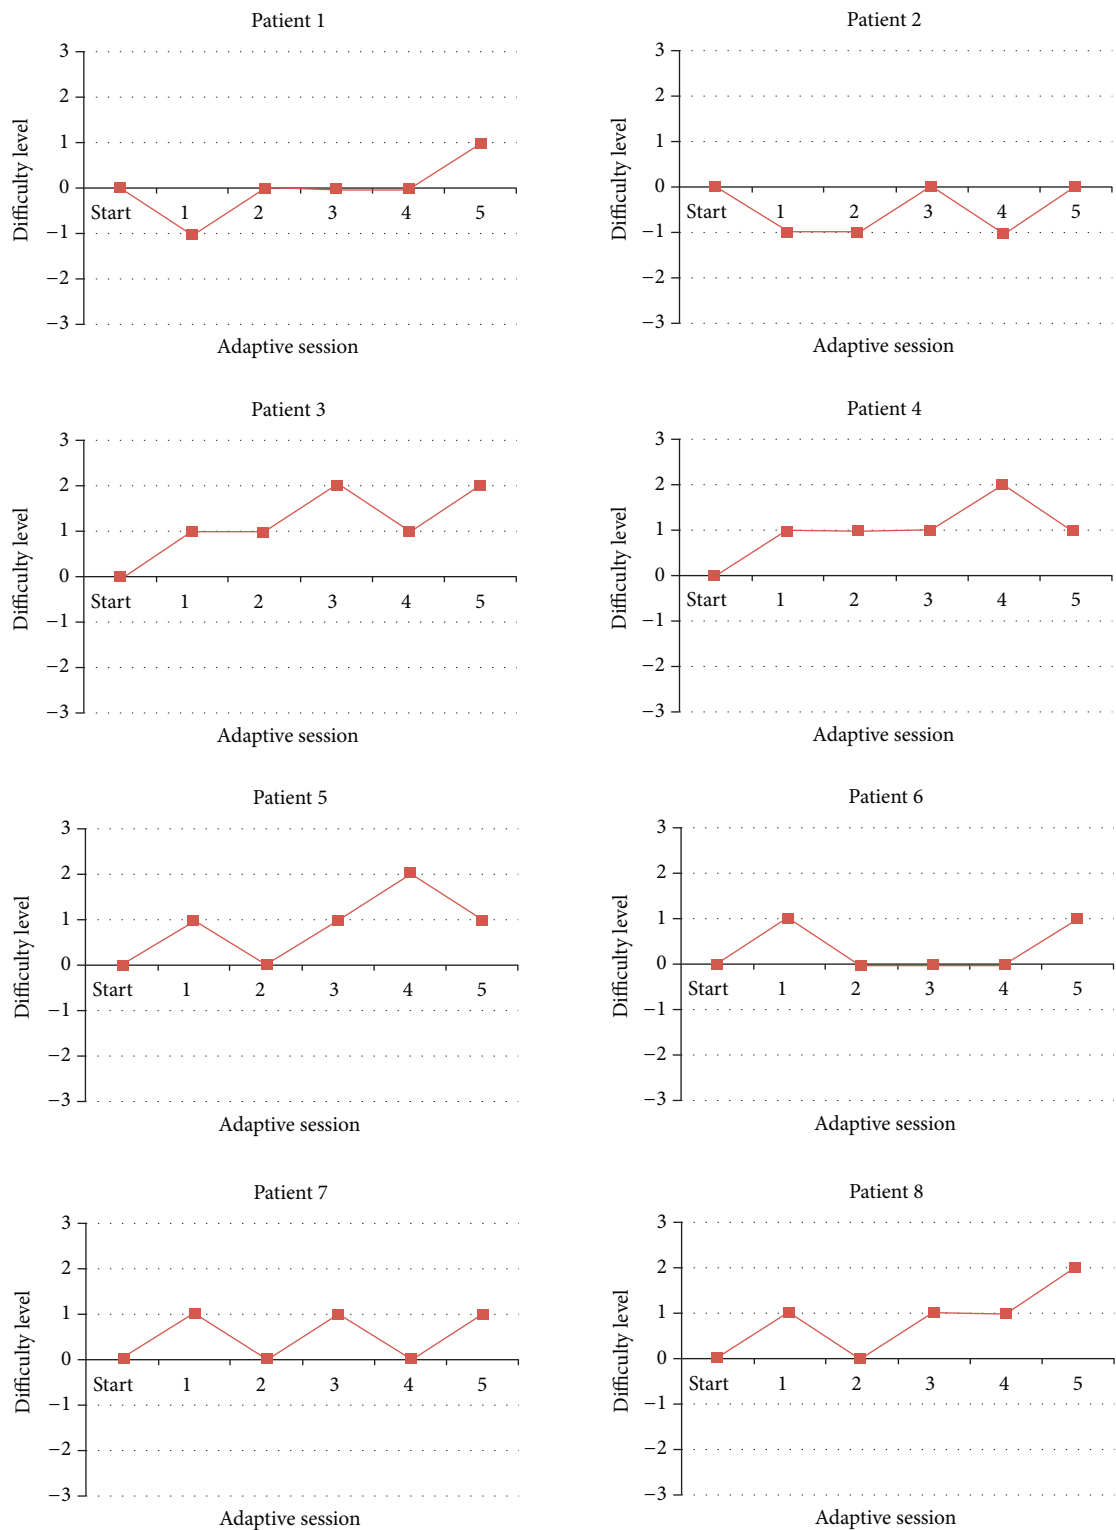 Patient 1
3
2
1
0
−1
−2
−3
Difficulty level
Start 1 2 3 4 5
Adaptive session
Patient 2
3
2
1
0
−1
−2
−3
Difficulty level
Start 1 2 3 4 5
Adaptive session
Patient 3
3
2
1
0
−1
−2
−3
Difficulty level
Start 1 2 3 4 5
Adaptive session
Patient 4
3
2
1
0
−1
−2
−3
Difficulty level
Start 1 2 3 4 5
Adaptive session
Patient 5
3
2
1
0
−1
−2
−3
Difficulty level
Start 1 2 3 4 5
Adaptive session
Patient 6
3
2
1
0
−1
−2
−3
Difficulty level
Start 1 2 3 4 5
Adaptive session
Patient 7
3
2
1
0
−1
−2
−3
Difficulty level
Start 1 2 3 4 5
Adaptive session
Patient 8
3
2
1
0
−1
−2
−3
Difficulty level
Start 1 2 3 4 5
Adaptive session